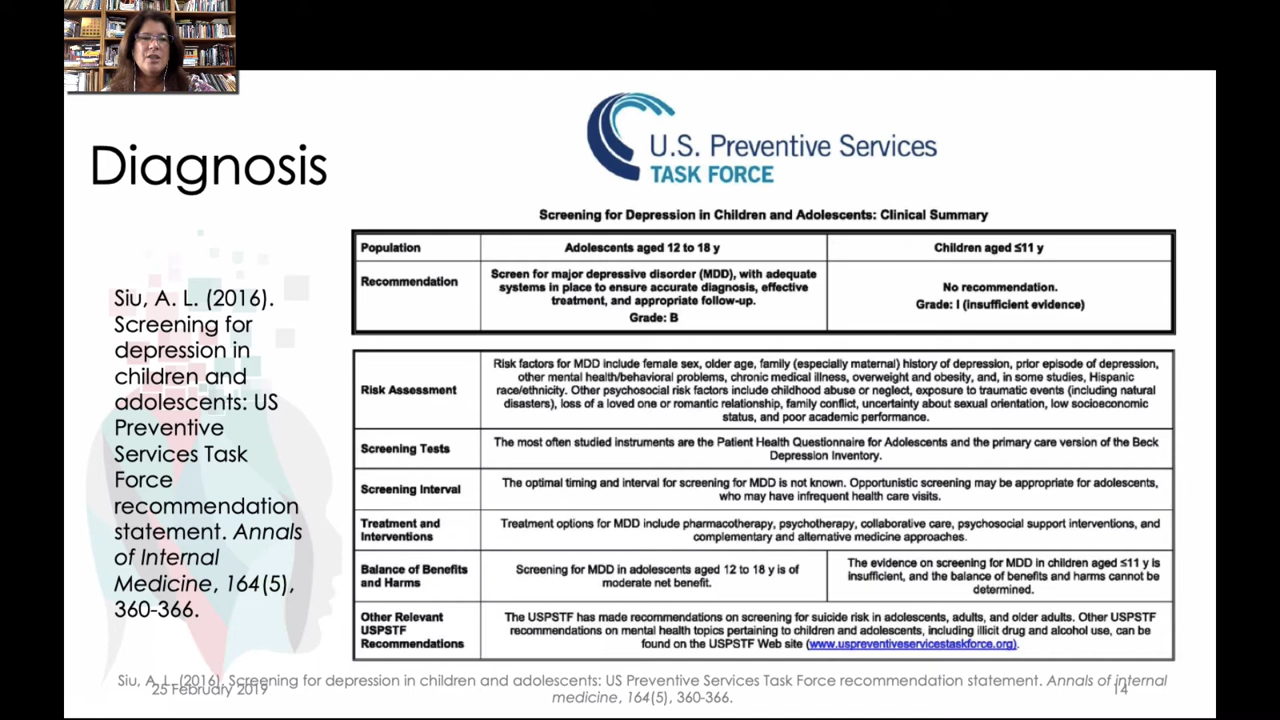 Diagnosis
U.S. Preventive Services
TASK FORCE
Siu, A. L. (2016).
Screening for
depression in
children and
adolescents: US
Preventive
Services Task
Force
recommendation
statement. Annals
of Internal
Medicine, 164(5),
360-366.
Screening for Depression in Children and Adolescents: Clinical Summary
Population
Adolescents aged 12 to 18 y
Children aged ≤11 y
Recommendation
Screen for major depressive disorder (MDD), with adequate
systems in place to ensure accurate diagnosis, effective
treatment, and appropriate follow-up.
Grade: B
No recommendation.
Grade: I (insufficient evidence)
Risk Assessment
Risk factors for MDD include female sex, older age, family (especially maternal) history of depression, prior episode of depression,
other mental health/behavioral problems, chronic medical illness, overweight and obesity, and, in some studies, Hispanic
race/ethnicity. Other psychosocial risk factors include childhood abuse or neglect, exposure to traumatic events (including natural
disasters), loss of a loved one or romantic relationship, family conflict, uncertainty about sexual orientation, low socioeconomic
status, and poor academic performance.
Screening Tests
The most often studied instruments are the Patient Health Questionnaire for Adolescents and the primary care version of the Beck
Depression Inventory.
Screening Interval
The optimal timing and interval for screening for MDD is not known. Opportunistic screening may be appropriate for adolescents,
who may have infrequent health care visits.
Treatment and
Interventions
Treatment options for MDD include pharmacotherapy, psychotherapy, collaborative care, psychosocial support interventions, and
complementary and alternative medicine approaches.
Balance of Benefits
and Harms
Screening for MDD in adolescents aged 12 to 18 y is of
moderate net benefit.
The evidence on screening for MDD in children aged ≤11 y is
insufficient, and the balance of benefits and harms cannot be
determined.
Other Relevant
USPSTF
Recommendations
The USPSTF has made recommendations on screening for suicide risk in adolescents, adults, and older adults. Other USPSTF
recommendations on mental health topics pertaining to children and adolescents, including illicit drug and alcohol use, can be
found on the USPSTF Web site (www.uspreventiveservicestaskforce.org).
Siu, A. L. (2016). Screening for depression in children and adolescents: US Preventive Services Task Force recommendation statement. Annals of internal
medicine, 164(5), 360-366.
25 February 2019
14